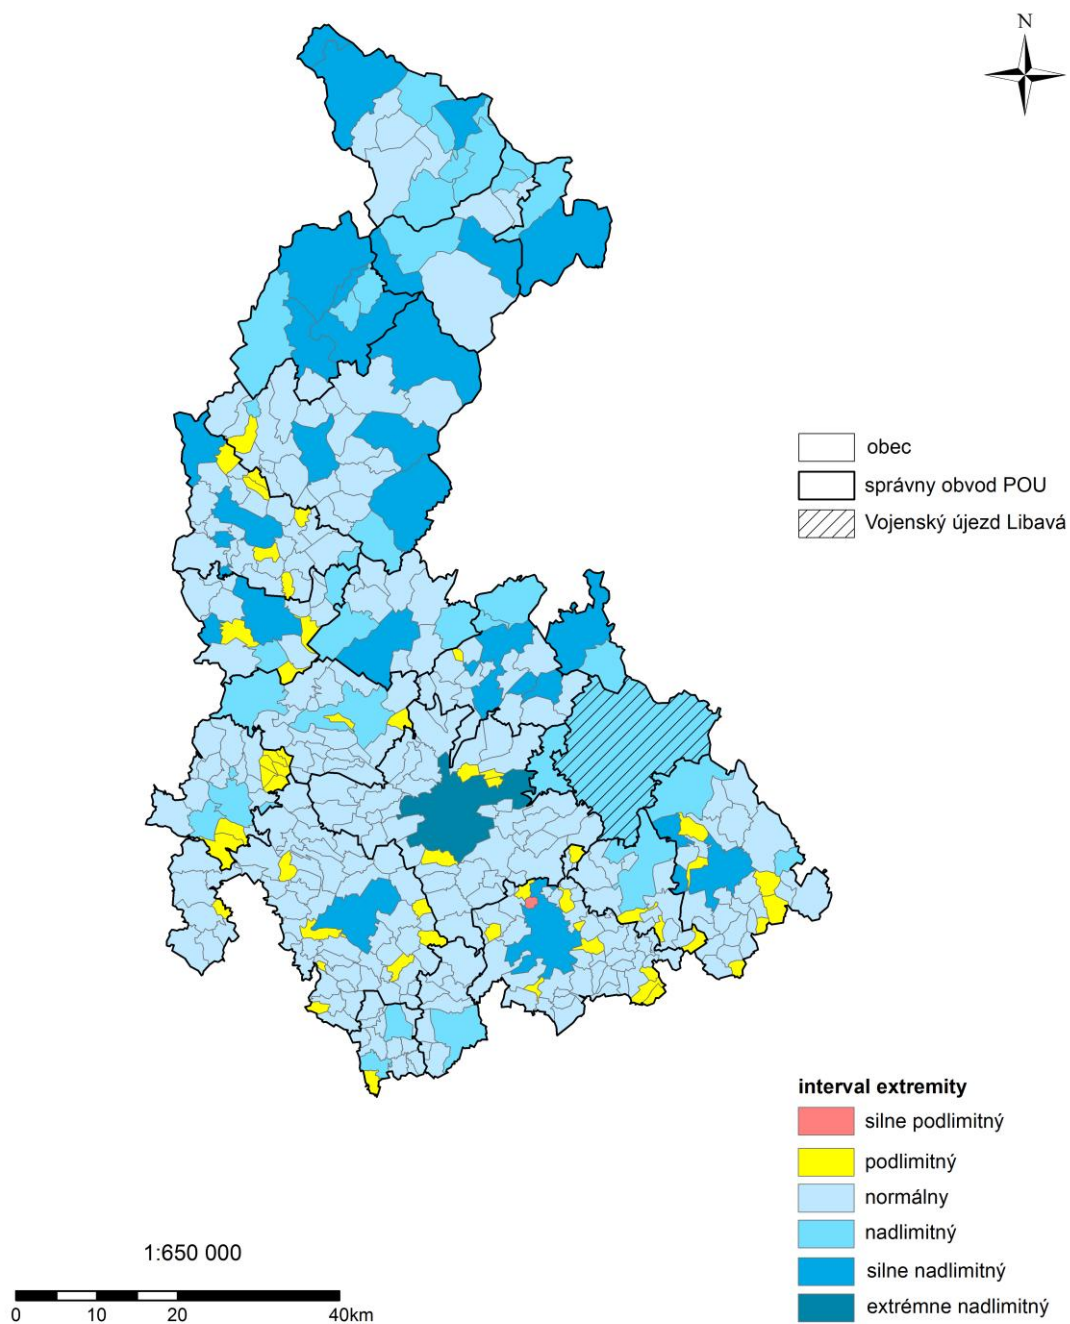 N
obec
správny obvod POU
Vojenský újezd Libavá
interval extremity
silne podlimitný
podlimitný
normálny
nadlimitný
silne nadlimitný
extrémne nadlimitný
1:650 000
0 10 20 40km